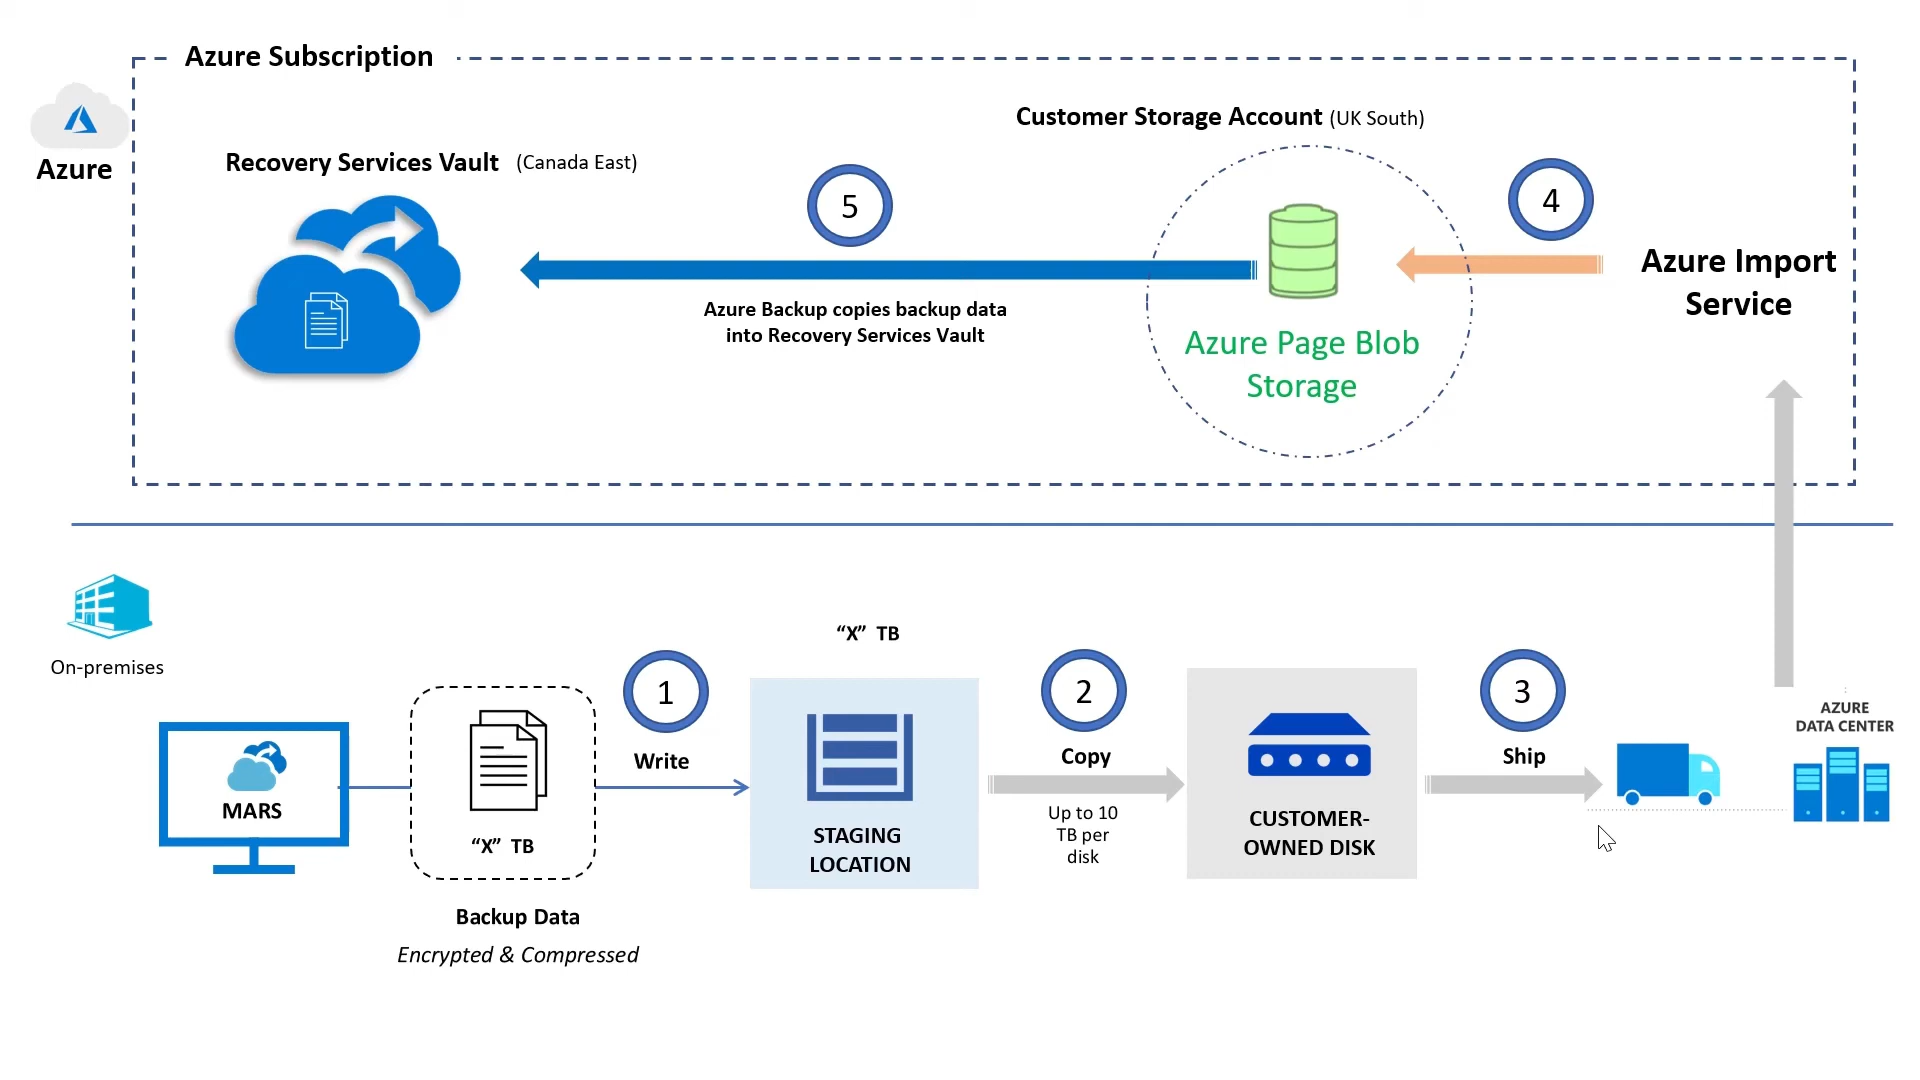 Azure Subscription
Azure
Customer Storage Account (UK South)
Recovery Services Vault (Canada East)
5
4
Azure Import
Service
Azure Backup copies backup data
into Recovery Services Vault
Azure Page Blob
Storage
On-premises
“X” TB
1
2
3
Write
Copy
Ship
AZURE
DATA CENTER
MARS
“X” TB
STAGING
LOCATION
Up to 10
TB per
disk
CUSTOMER-
OWNED DISK
Backup Data
Encrypted & Compressed